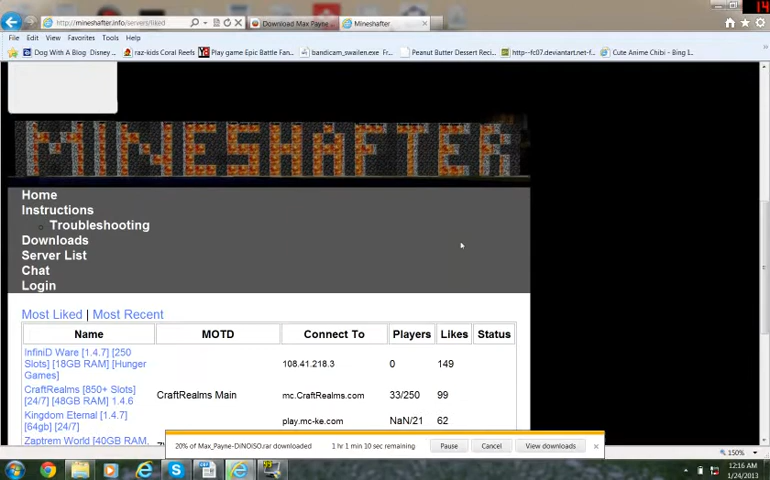 14
http://mineshafter.info/servers/liked
Download Max Payne
Mineshafter
File Edit View Favorites Tools Help
Dog With A Blog Disney ... raz-kids Coral Reefs Play game Epic Battle Fan... bandicam_swailen.exe Fr... Peanut Butter Dessert Reci... http--fc07.deviantart.net-f... Cute Anime Chibi - Bing I...
MINESHAFTER
Home
Instructions
Troubleshooting
Downloads
Server List
Chat
Login
Most Liked | Most Recent
Name MOTD Connect To Players Likes Status
InfiniD Ware [1.4.7] [250
Slots] [18GB RAM] [Hunger
Games]
108.41.218.3 0 149
CraftRealms [850+ Slots]
[24/7] [48GB RAM] 1.4.6
CraftRealms Main mc.CraftRealms.com 33/250 99
Kingdom Eternal [1.4.7]
[64gb] [24/7]
play.mc-ke.com NaN/21 62
Zaptrem World [40GB RAM,
20% of Max_Payne-DiNOISO.rar downloaded 1 hr 1 min 10 sec remaining Pause Cancel View downloads
150%
12:16 AM
1/24/2013